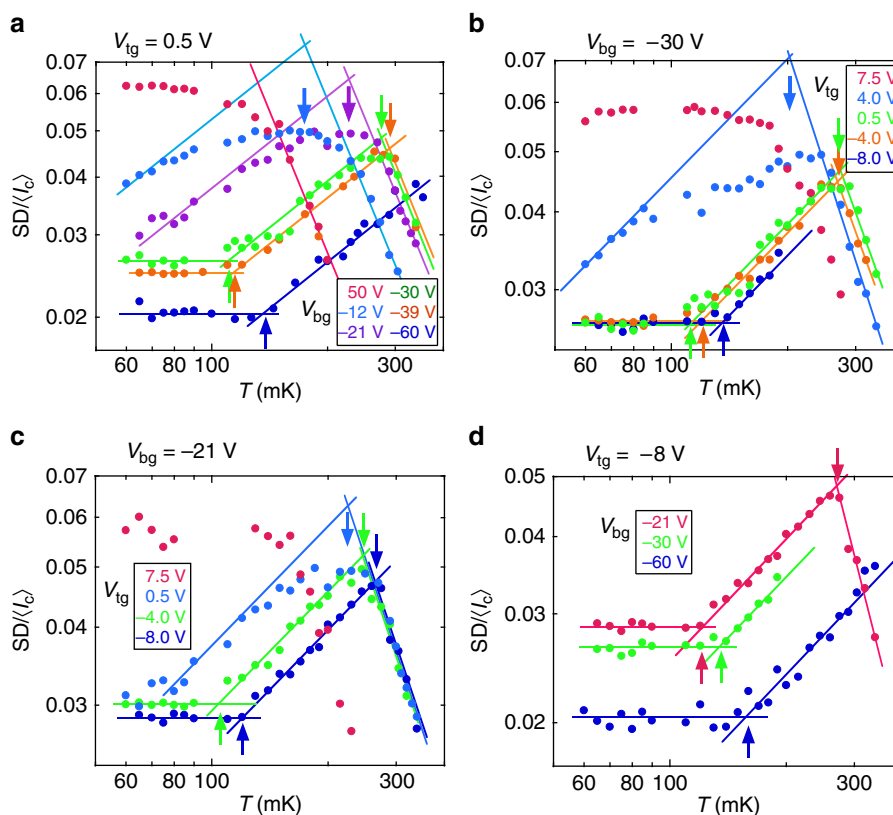 a
V_tg = 0.5 V
0.07
0.06
0.05
0.04
0.03
0.02
SD/⟨I_c⟩
60 80 100 300
T (mK)
V_bg
50 V −30 V
−12 V −39 V
−21 V −60 V
b
V_bg = −30 V
0.07
0.06
0.05
0.04
0.03
SD/⟨I_c⟩
60 80 100 300
T (mK)
V_tg
7.5 V
4.0 V
0.5 V
−4.0 V
−8.0 V
c
V_bg = −21 V
0.07
0.06
0.05
0.04
0.03
SD/⟨I_c⟩
60 80 100 300
T (mK)
V_tg
7.5 V
0.5 V
−4.0 V
−8.0 V
d
V_tg = −8 V
0.05
0.04
0.03
0.02
SD/⟨I_c⟩
60 80 100 300
T (mK)
V_bg
−21 V
−30 V
−60 V